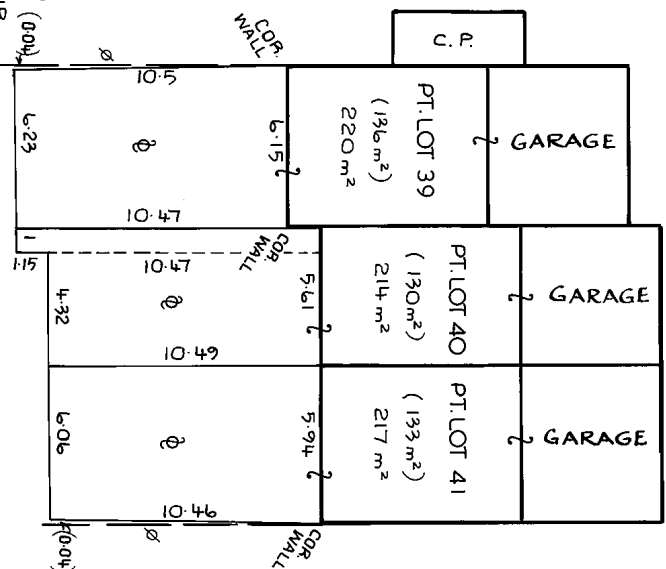 (0.04)
Ø
COR.
WALL
C. P.
10.5
6.23
6.15
PT. LOT 39
(136 m²)
220 m²
GARAGE
10.47
1
1.15
COR.
WALL
10.47
4.32
5.61
PT. LOT 40
(130 m²)
214 m²
GARAGE
10.49
6.06
5.94
PT. LOT 41
(133 m²)
217 m²
GARAGE
10.46
(0.04)
Ø
COR.
WALL